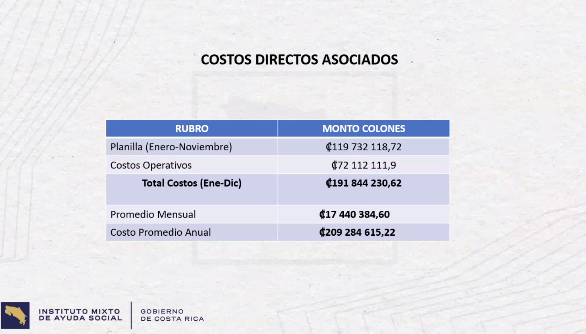 COSTOS DIRECTOS ASOCIADOS
RUBRO MONTO COLONES
Planilla (Enero-Noviembre) ₡119 732 118,72
Costos Operativos ₡72 112 111,9
Total Costos (Ene-Dic) ₡191 844 230,62
Promedio Mensual ₡17 440 384,60
Costo Promedio Anual ₡209 284 615,22
INSTITUTO MIXTO GOBIERNO
DE AYUDA SOCIAL DE COSTA RICA